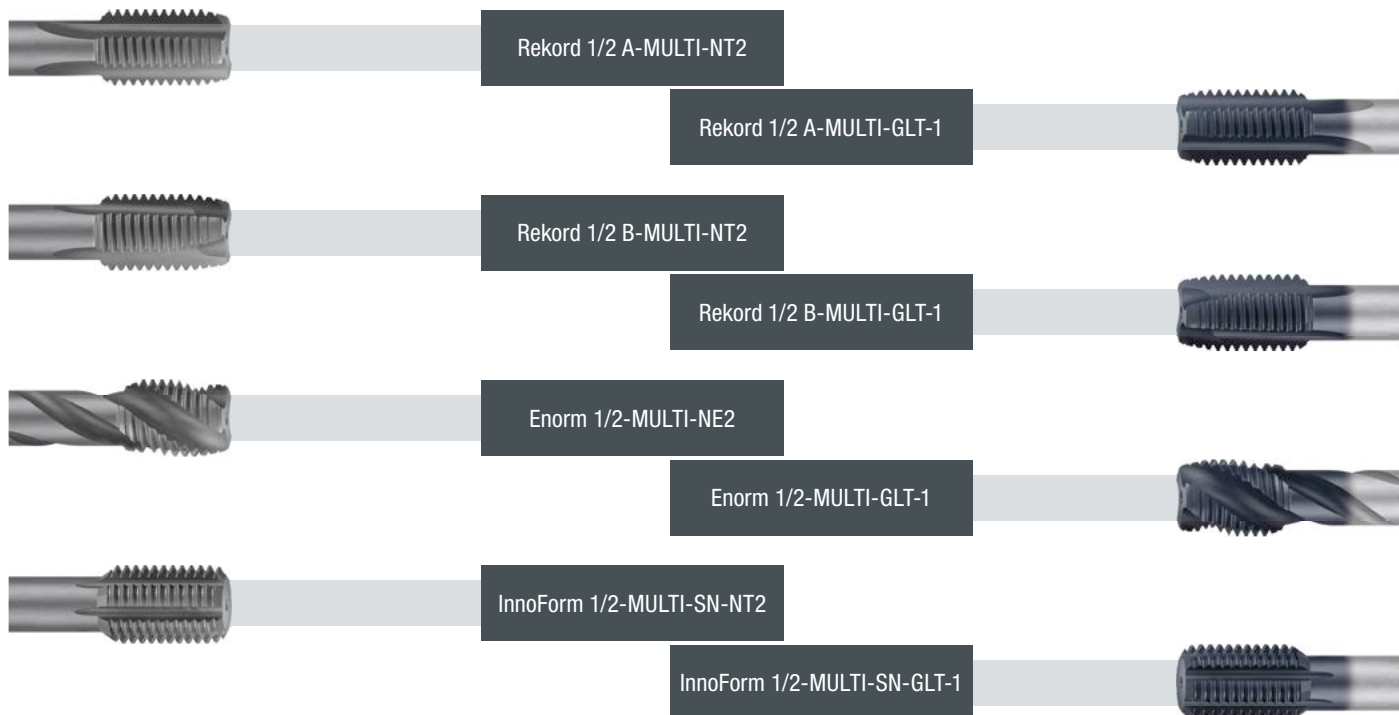 Rekord 1/2 A-MULTI-NT2
Rekord 1/2 A-MULTI-GLT-1
Rekord 1/2 B-MULTI-NT2
Rekord 1/2 B-MULTI-GLT-1
Enorm 1/2-MULTI-NE2
Enorm 1/2-MULTI-GLT-1
InnoForm 1/2-MULTI-SN-NT2
InnoForm 1/2-MULTI-SN-GLT-1